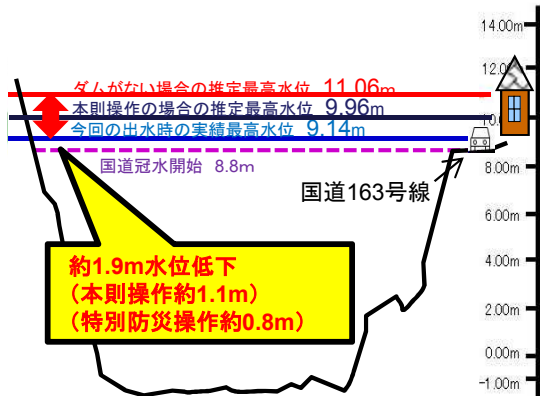 14.00m
ダムがない場合の推定最高水位 11.06m
12.0
本則操作の場合の推定最高水位 9.96m
今回の出水時の実績最高水位 9.14m
国道冠水開始 8.8m
8.00m
国道163号線
6.00m
約1.9m水位低下
(本則操作約1.1m)
(特別防災操作約0.8m)
4.00m
2.00m
0.00m
-1.00m